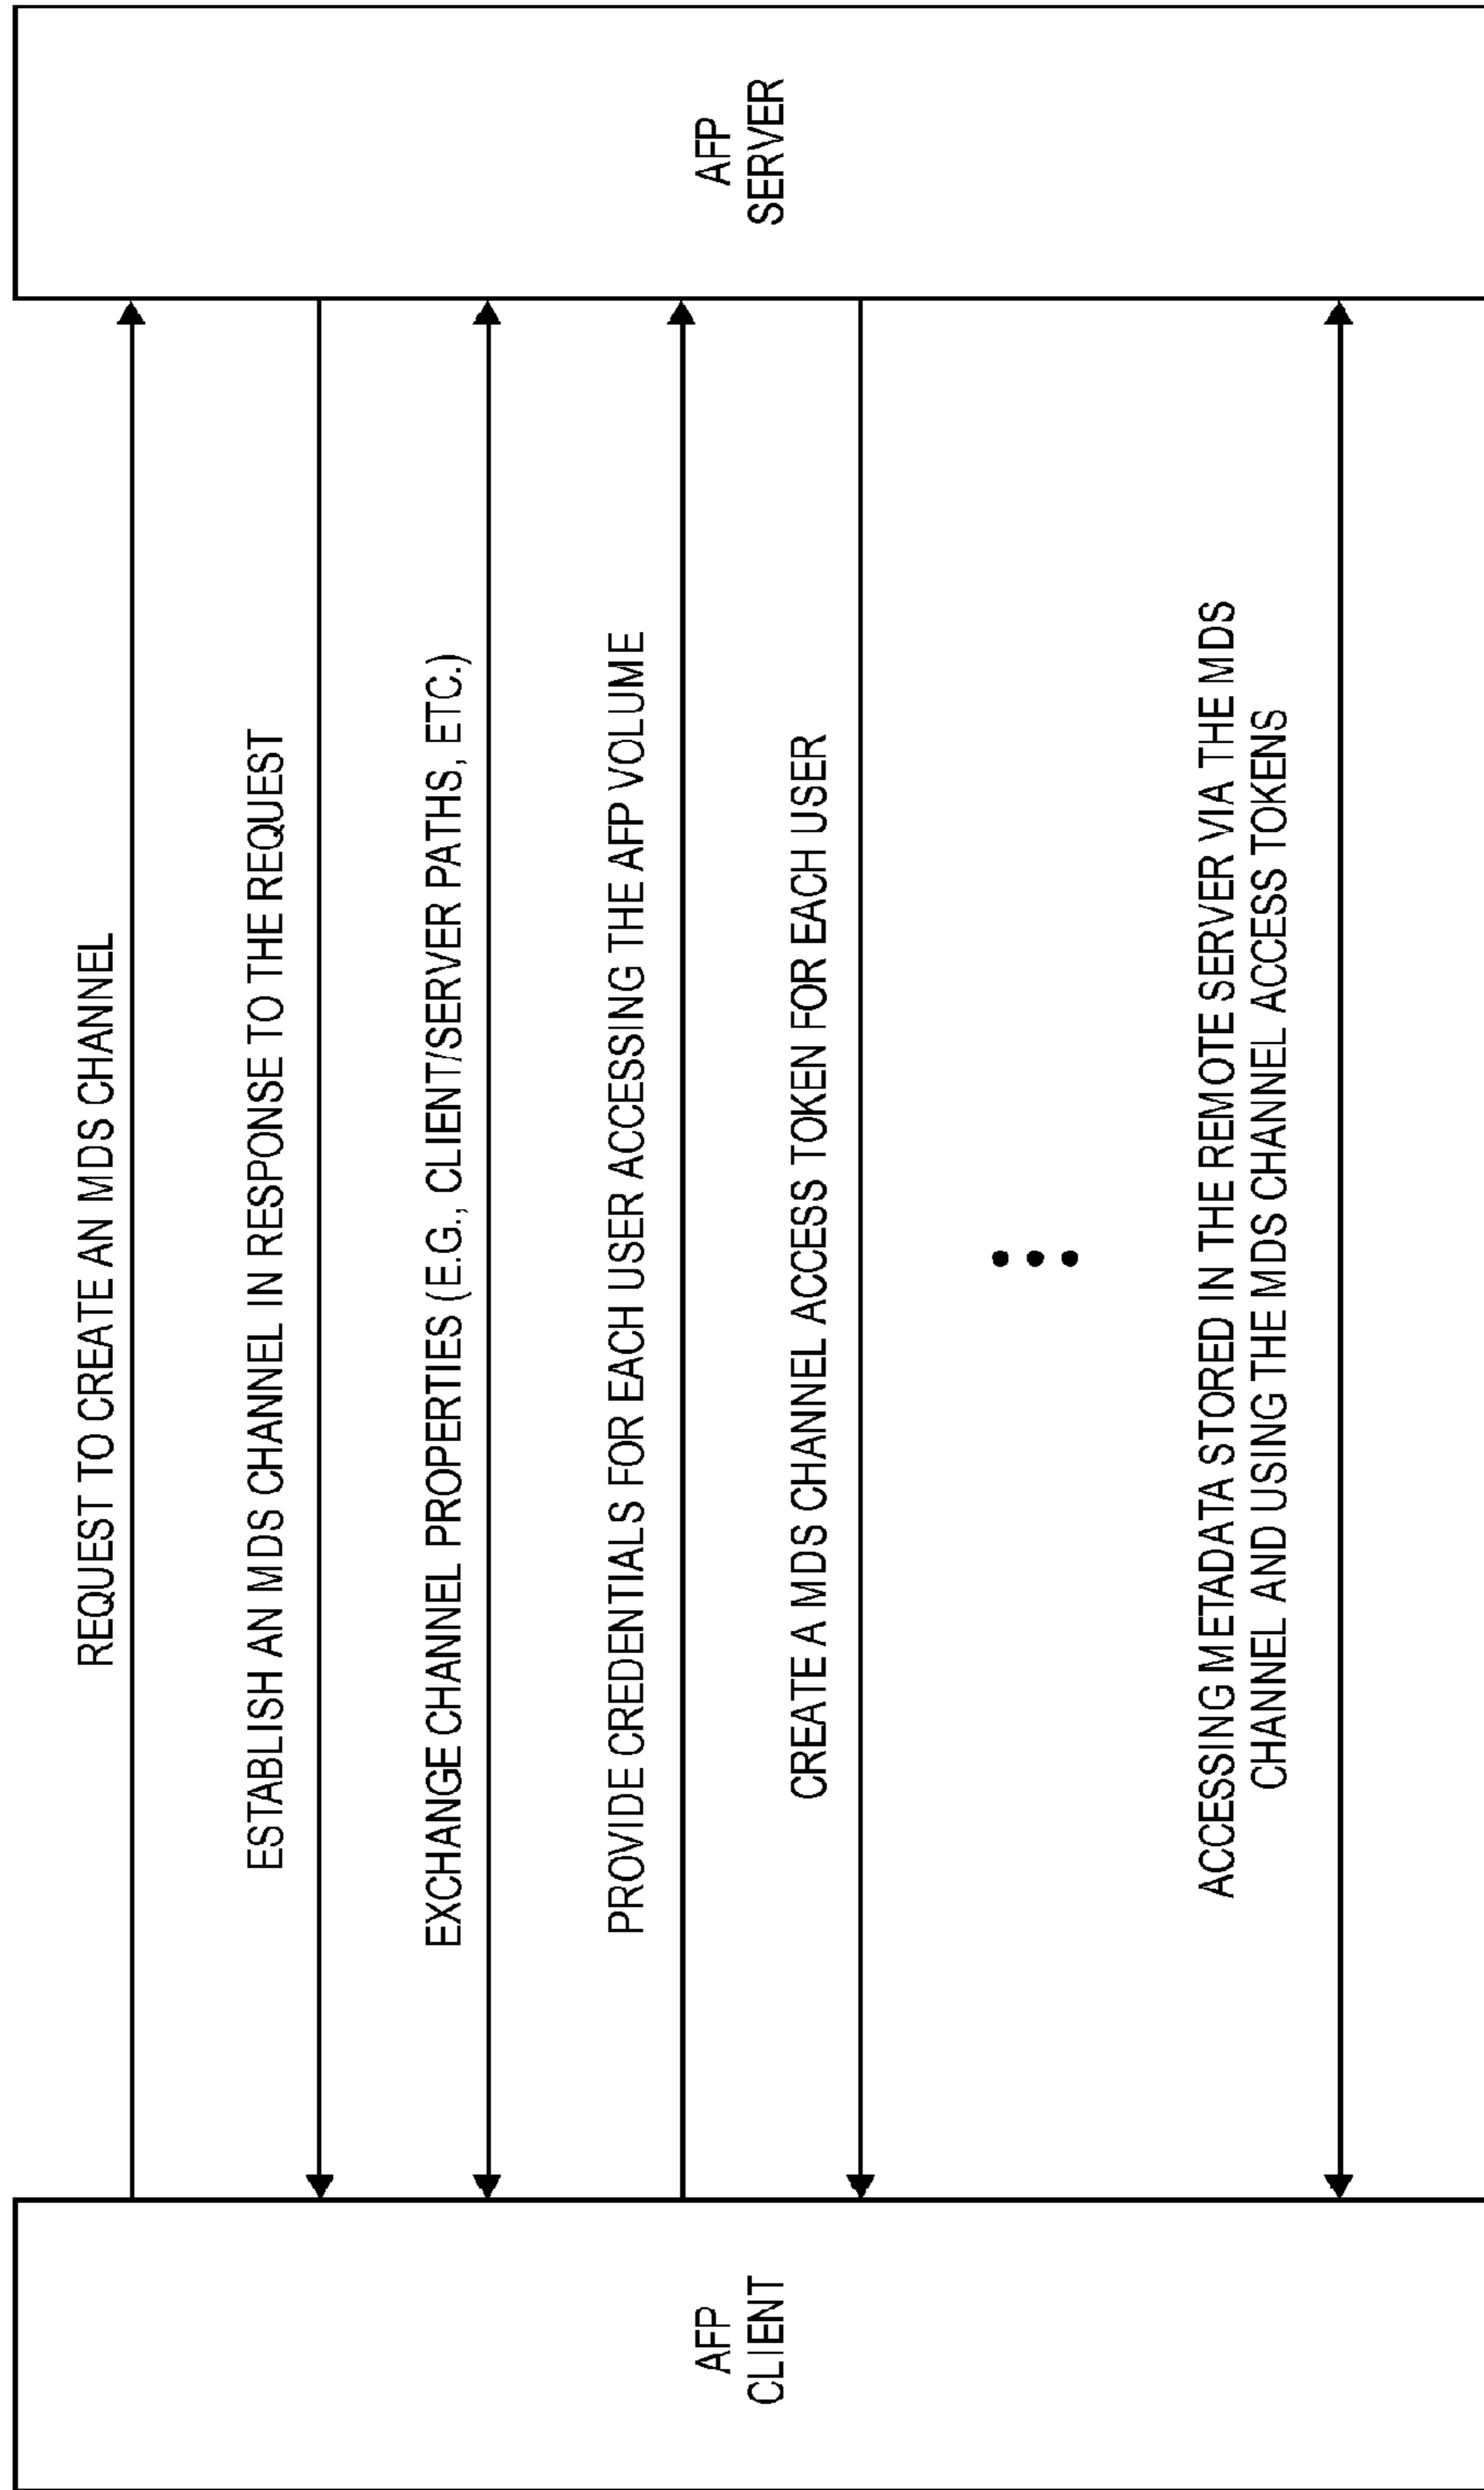 AFP
CLIENT
AFP
SERVER
REQUEST TO CREATE AN MDS CHANNEL
ESTABLISH AN MDS CHANNEL IN RESPONSE TO THE REQUEST
EXCHANGE CHANNEL PROPERTIES (E.G., CLIENT/SERVER PATHS, ETC.)
PROVIDE CREDENTIALS FOR EACH USER ACCESSING THE AFP VOLUME
CREATE A MDS CHANNEL ACCESS TOKEN FOR EACH USER
ACCESSING METADATA STORED IN THE REMOTE SERVER VIA THE MDS
CHANNEL AND USING THE MDS CHANNEL ACCESS TOKENS